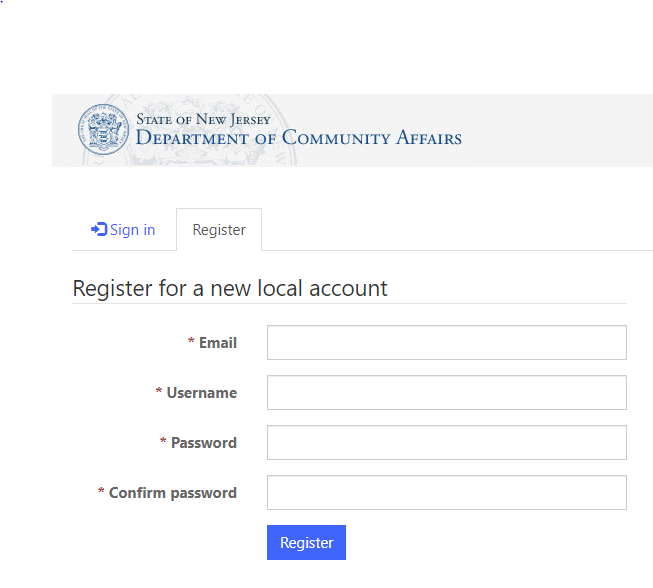 .
STATE OF NEW JERSEY
DEPARTMENT OF COMMUNITY AFFAIRS
Sign in
Register
Register for a new local account
* Email
* Username
* Password
* Confirm password
Register